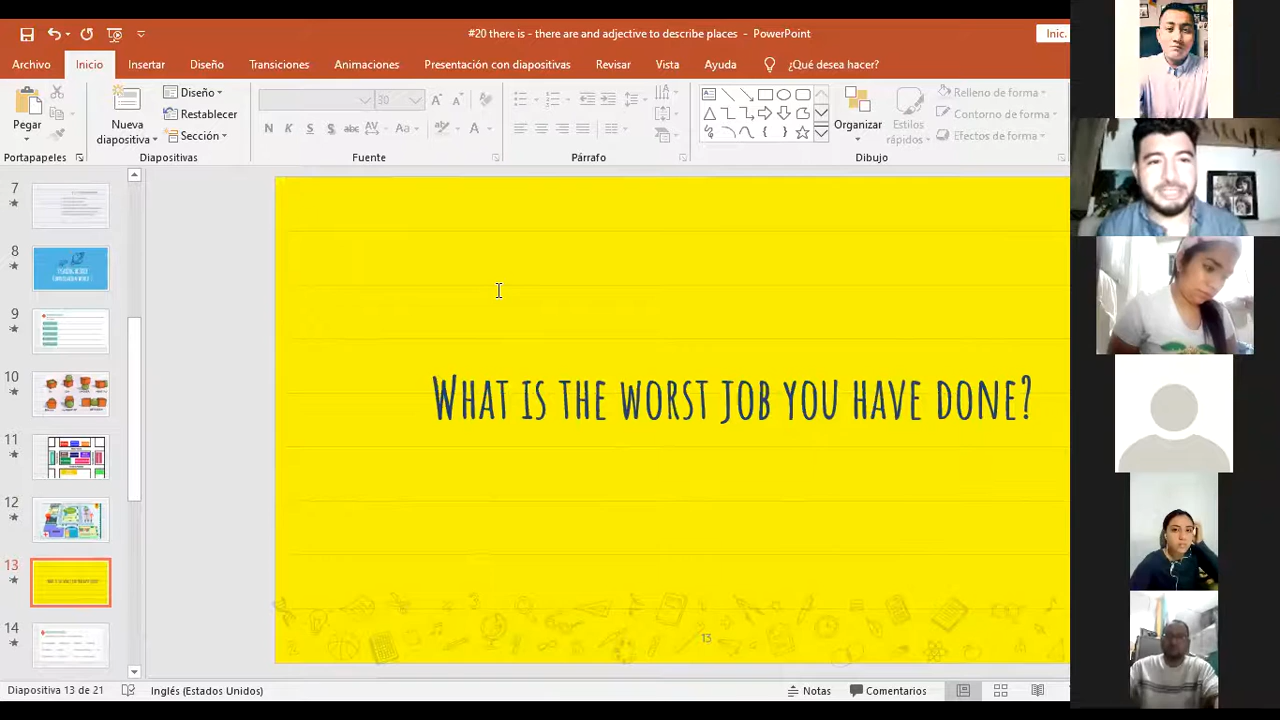 #20 there is - there are and adjective to describe places - PowerPoint
Inic.
Archivo Inicio Insertar Diseño Transiciones Animaciones Presentación con diapositivas Revisar Vista Ayuda ¿Qué desea hacer?
Pegar
Nueva
diapositiva
Diseño
Restablecer
Sección
30
N K S S abc AV Aa A
Organizar
Estilos
rápidos
Relleno de forma
Contorno de forma
Efectos de forma
Portapapeles Diapositivas Fuente Párrafo Dibujo
7
8
9
10
11
12
13
14
WHAT IS THE WORST JOB YOU HAVE DONE?
13
Diapositiva 13 de 21 Inglés (Estados Unidos) Notas Comentarios